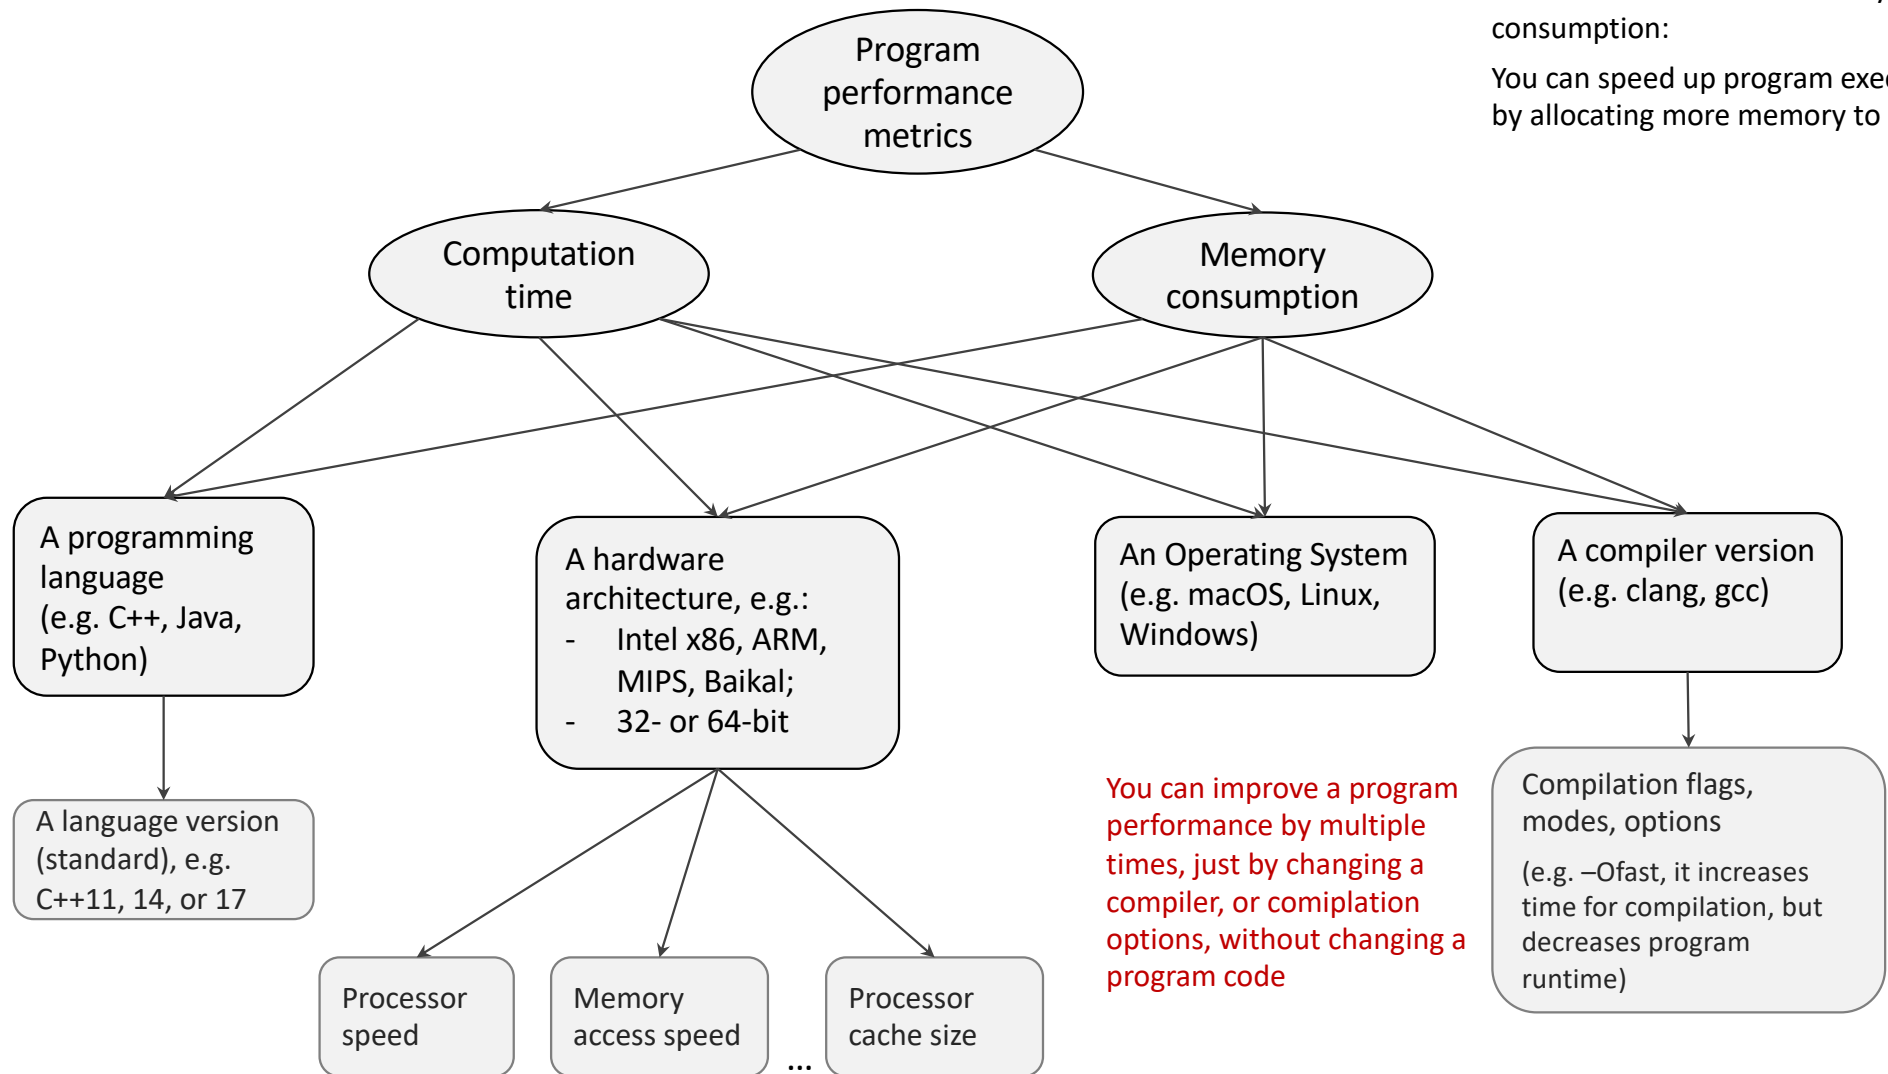 consumption:
You can speed up program
by allocating more memory to
Program
performance
metrics
Computation
time
Memory
consumption
A programming
language
(e.g. C++, Java,
Python)
A hardware
architecture, e.g.:
- Intel x86, ARM,
MIPS, Baikal;
- 32- or 64-bit
An Operating System
(e.g. macOS, Linux,
Windows)
A compiler version
(e.g. clang, gcc)
A language version
(standard), e.g.
C++11, 14, or 17
You can improve a program
performance by multiple
times, just by changing a
compiler, or comiplation
options, without changing a
program code
Compilation flags,
modes, options
(e.g. –Ofast, it increases
time for compilation, but
decreases program
runtime)
Processor
speed
Memory
access speed
...
Processor
cache size